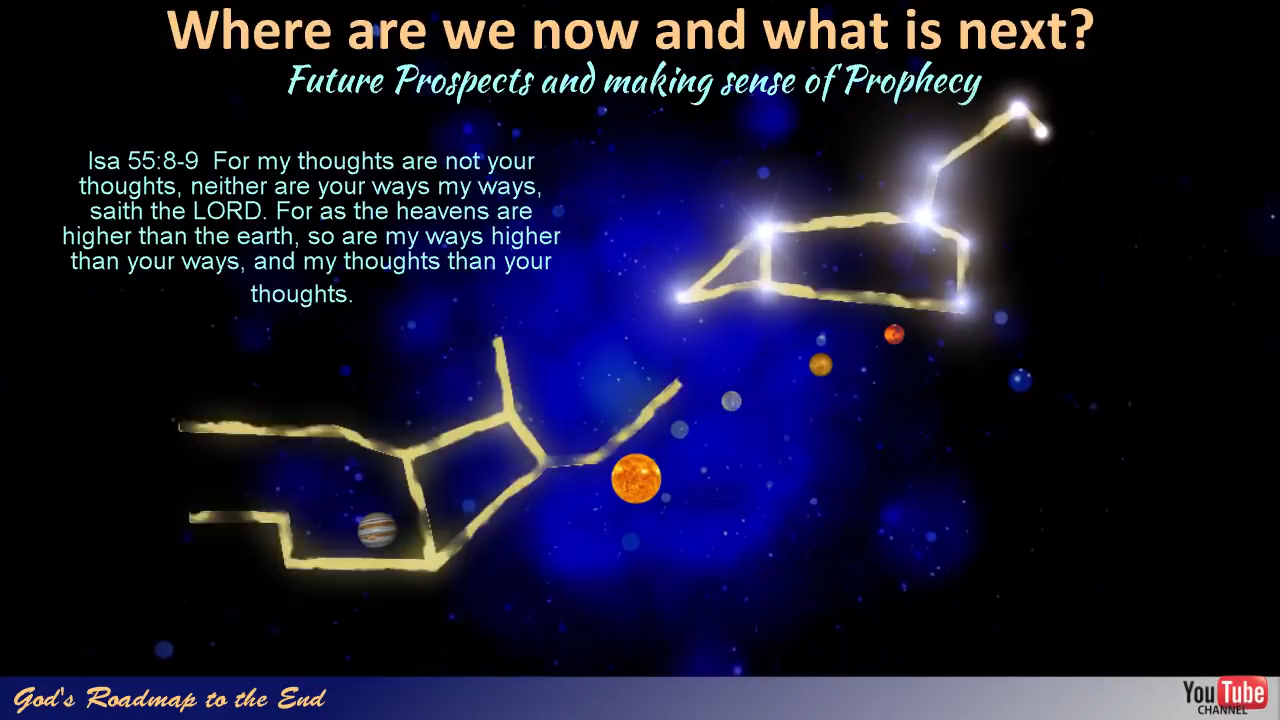 Where are we now and what is next?
Future Prospects and making sense of Prophecy
Isa 55:8-9  For my thoughts are not your
thoughts, neither are your ways my ways,
saith the LORD. For as the heavens are
higher than the earth, so are my ways higher
than your ways, and my thoughts than your
thoughts.
God's Roadmap to the End
YouTube
CHANNEL